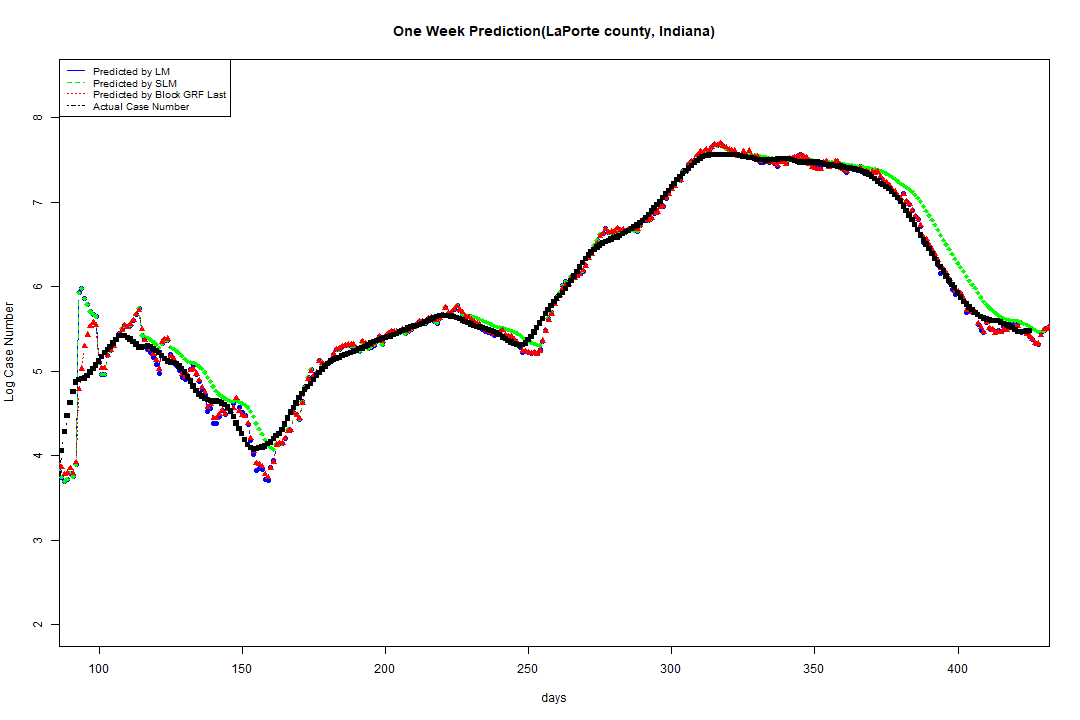 One Week Prediction(LaPorte county, Indiana)
Predicted by LM
Predicted by SLM
Predicted by Block GRF Last
Actual Case Number
Log Case Number
8
7
6
5
4
3
2
100 150 200 250 300 350 400
days